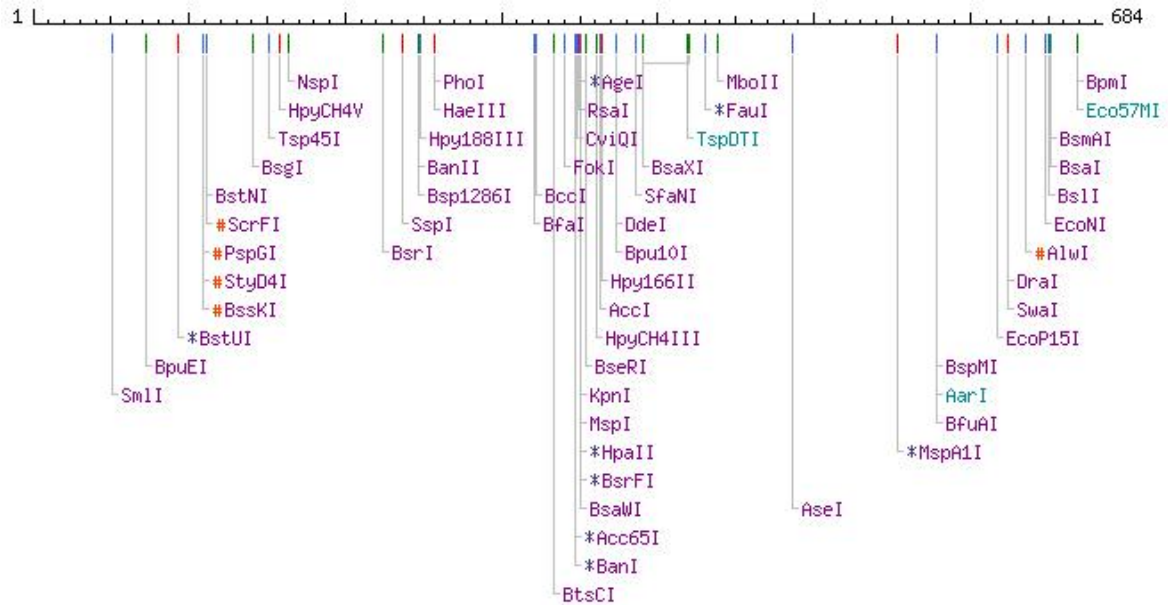 1 684
NspI PhoI *AgeI MboII BpmI
HpyCH4V HaeIII RsaI *FauI Eco57MI
Tsp45I Hpy188III CviQI TspDTI BsmAI
BsgI BanII FokI BsaXI BsaI
BstNI Bsp1286I BccI SfaNI BslI
#ScrFI SspI BfaI DdeI EcoNI
#PspGI BsrI Bpu10I #AlwI
#StyD4I Hpy166II DraI
#BssKI AccI SwaI
*BstUI HpyCH4III EcoP15I
BpuEI BseRI BspMI
SmlI KpnI AarI
MspI BfuAI
*HpaII *MspA1I
*BsrFI
BsaWI AseI
*Acc65I
*BanI
BtsCI